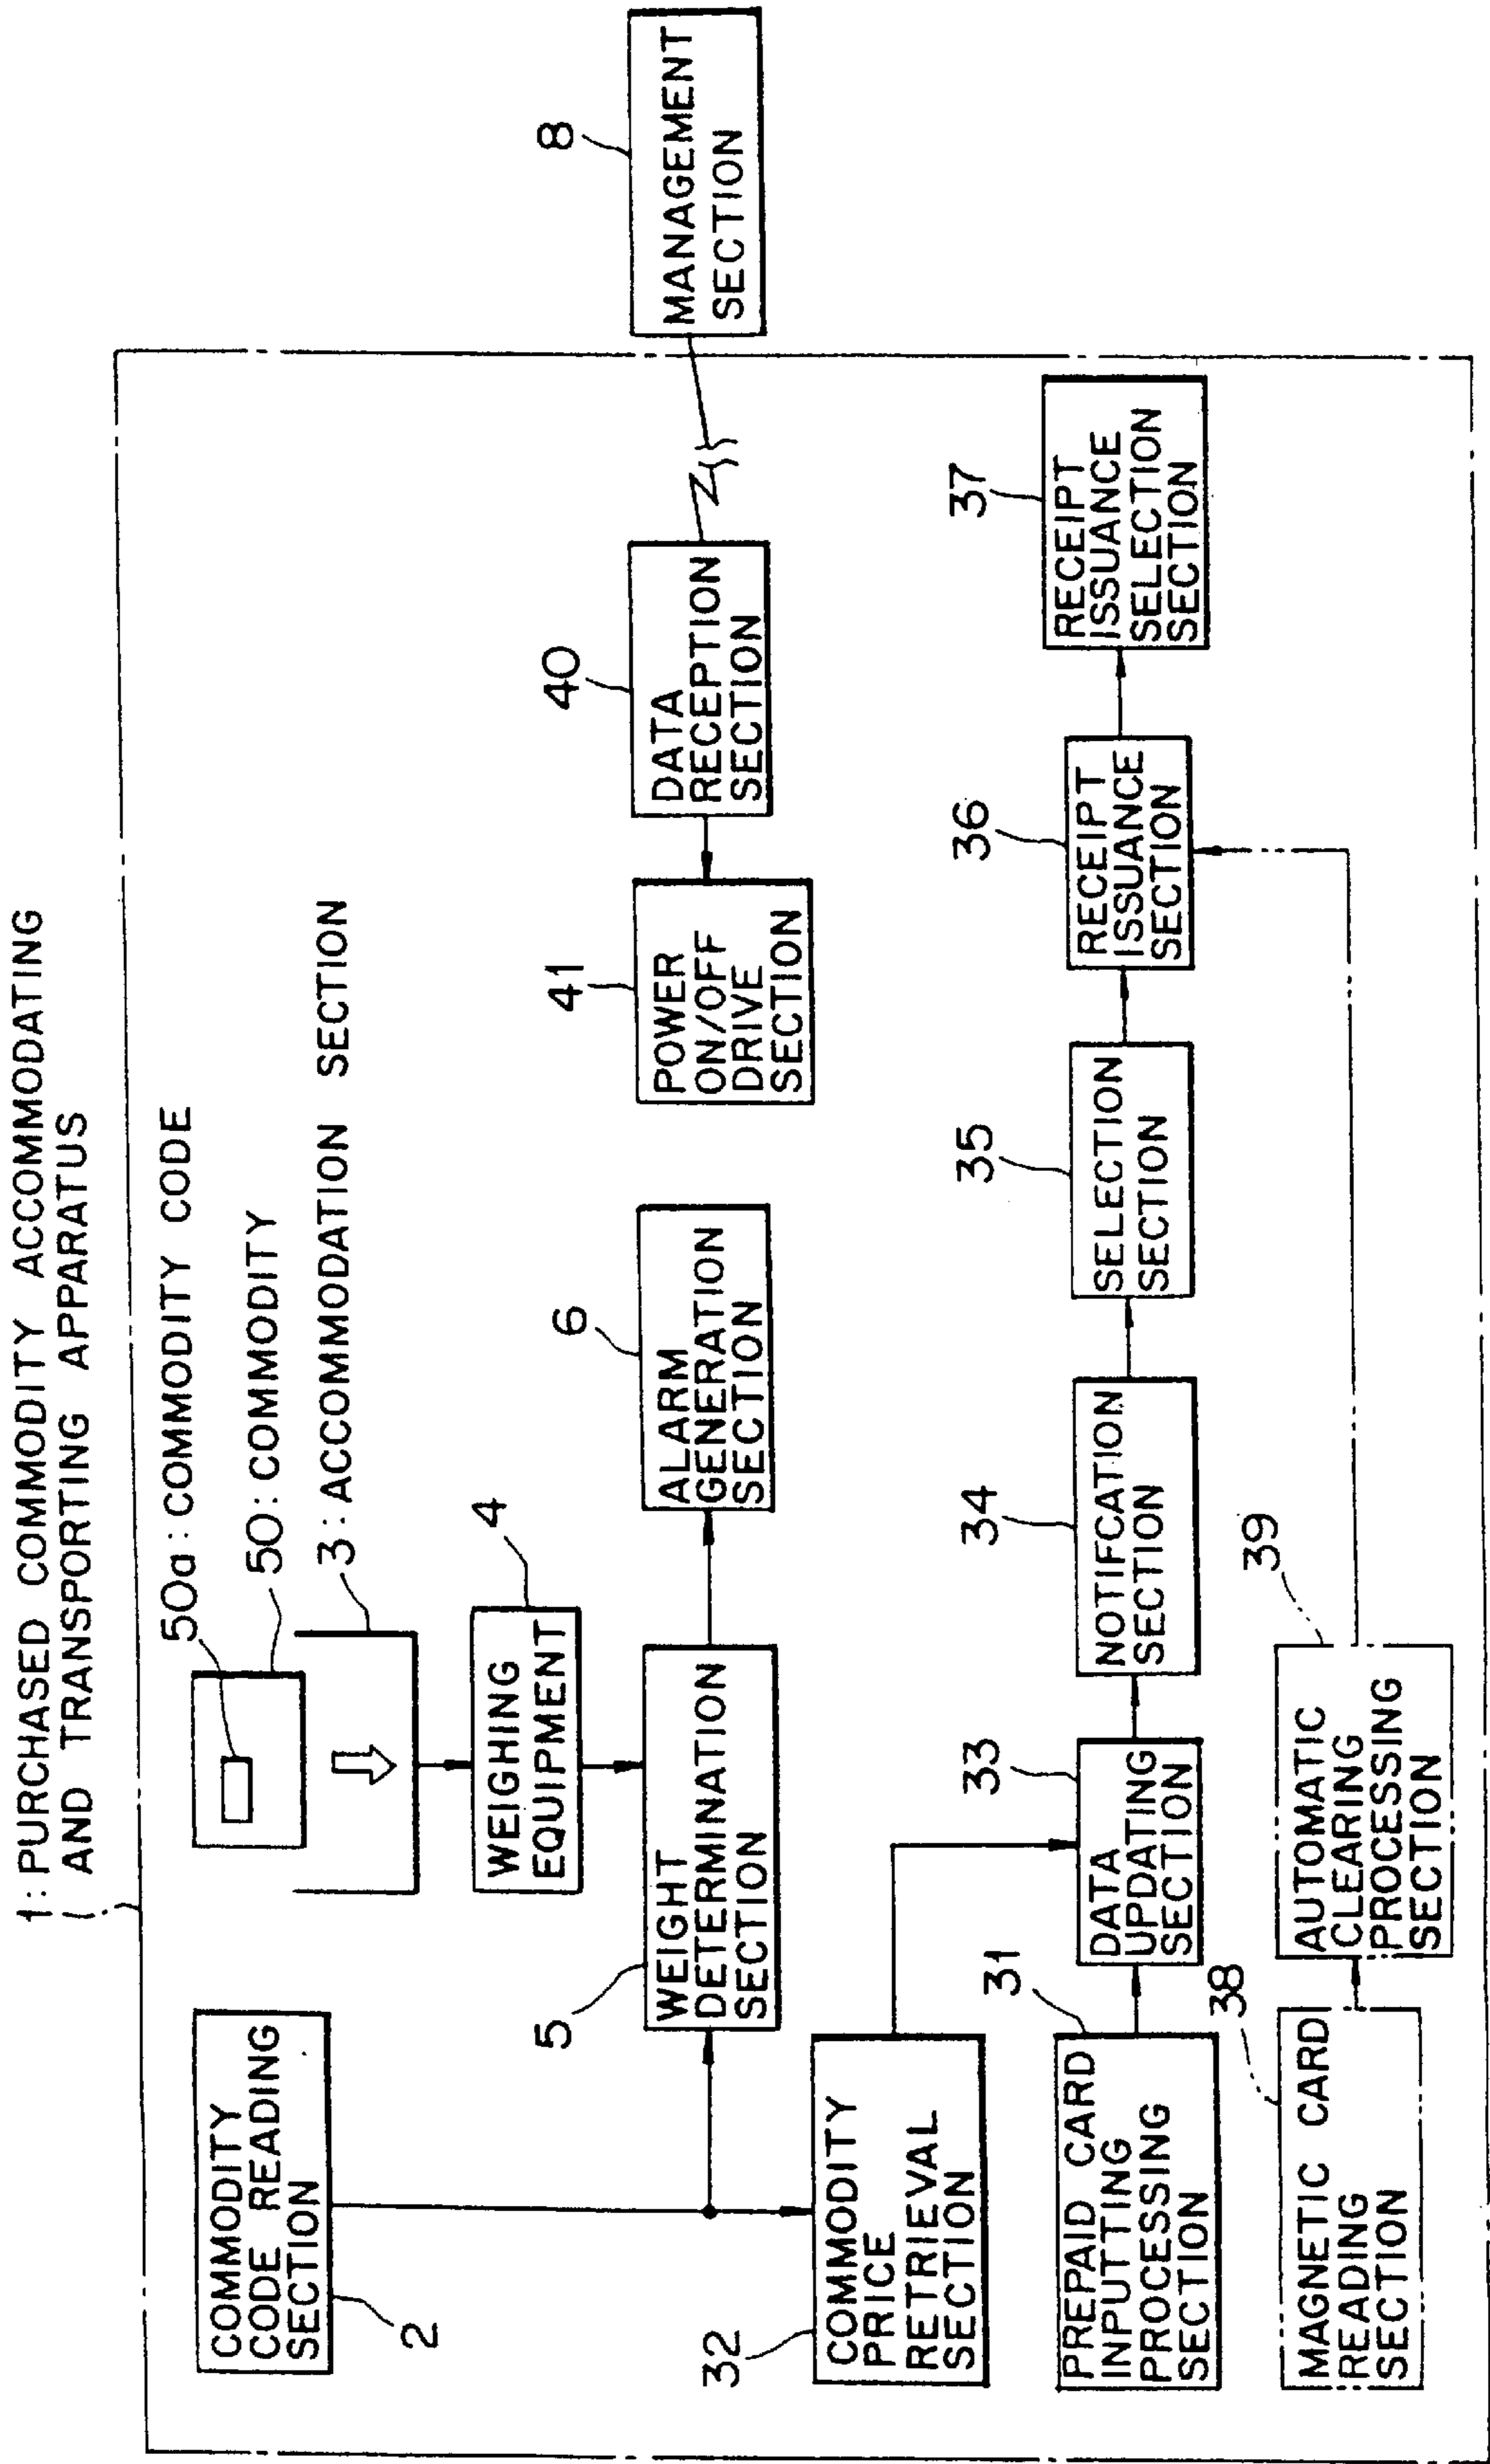 1: PURCHASED COMMODITY ACCOMMODATING
AND TRANSPORTING APPARATUS
50a: COMMODITY CODE
50: COMMODITY
3: ACCOMMODATION SECTION
COMMODITY
CODE READING
SECTION
2
4
WEIGHING
EQUIPMENT
5
WEIGHT
DETERMINATION
SECTION
6
ALARM
GENERATION
SECTION
41
POWER
ON/OFF
DRIVE
SECTION
40
DATA
RECEPTION
SECTION
8
MANAGEMENT
SECTION
32
COMMODITY
PRICE
RETRIEVAL
SECTION
31
PREPAID CARD
INPUTTING
PROCESSING
SECTION
33
DATA
UPDATING
SECTION
34
NOTIFCATION
SECTION
35
SELECTION
SECTION
36
RECEIPT
ISSUANCE
SECTION
37
RECEIPT
ISSUANCE
SELECTION
SECTION
38
MAGNETIC CARD
READING
SECTION
39
AUTOMATIC
CLEARING
PROCESSING
SECTION